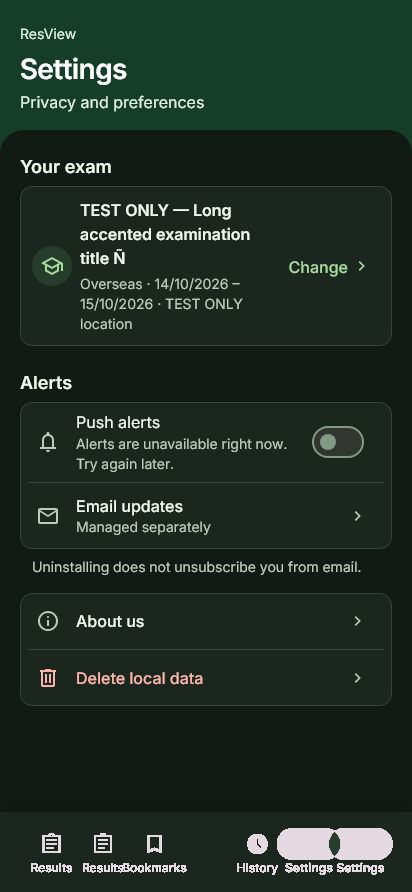 ResView
Settings
Privacy and preferences
Your exam
TEST ONLY — Long
accented examination
title Ñ
Overseas · 14/10/2026 –
15/10/2026 · TEST ONLY
location
Change
Alerts
Push alerts
Alerts are unavailable right now.
Try again later.
Email updates
Managed separately
Uninstalling does not unsubscribe you from email.
About us
Delete local data
Results Results Bookmarks History Settings Settings